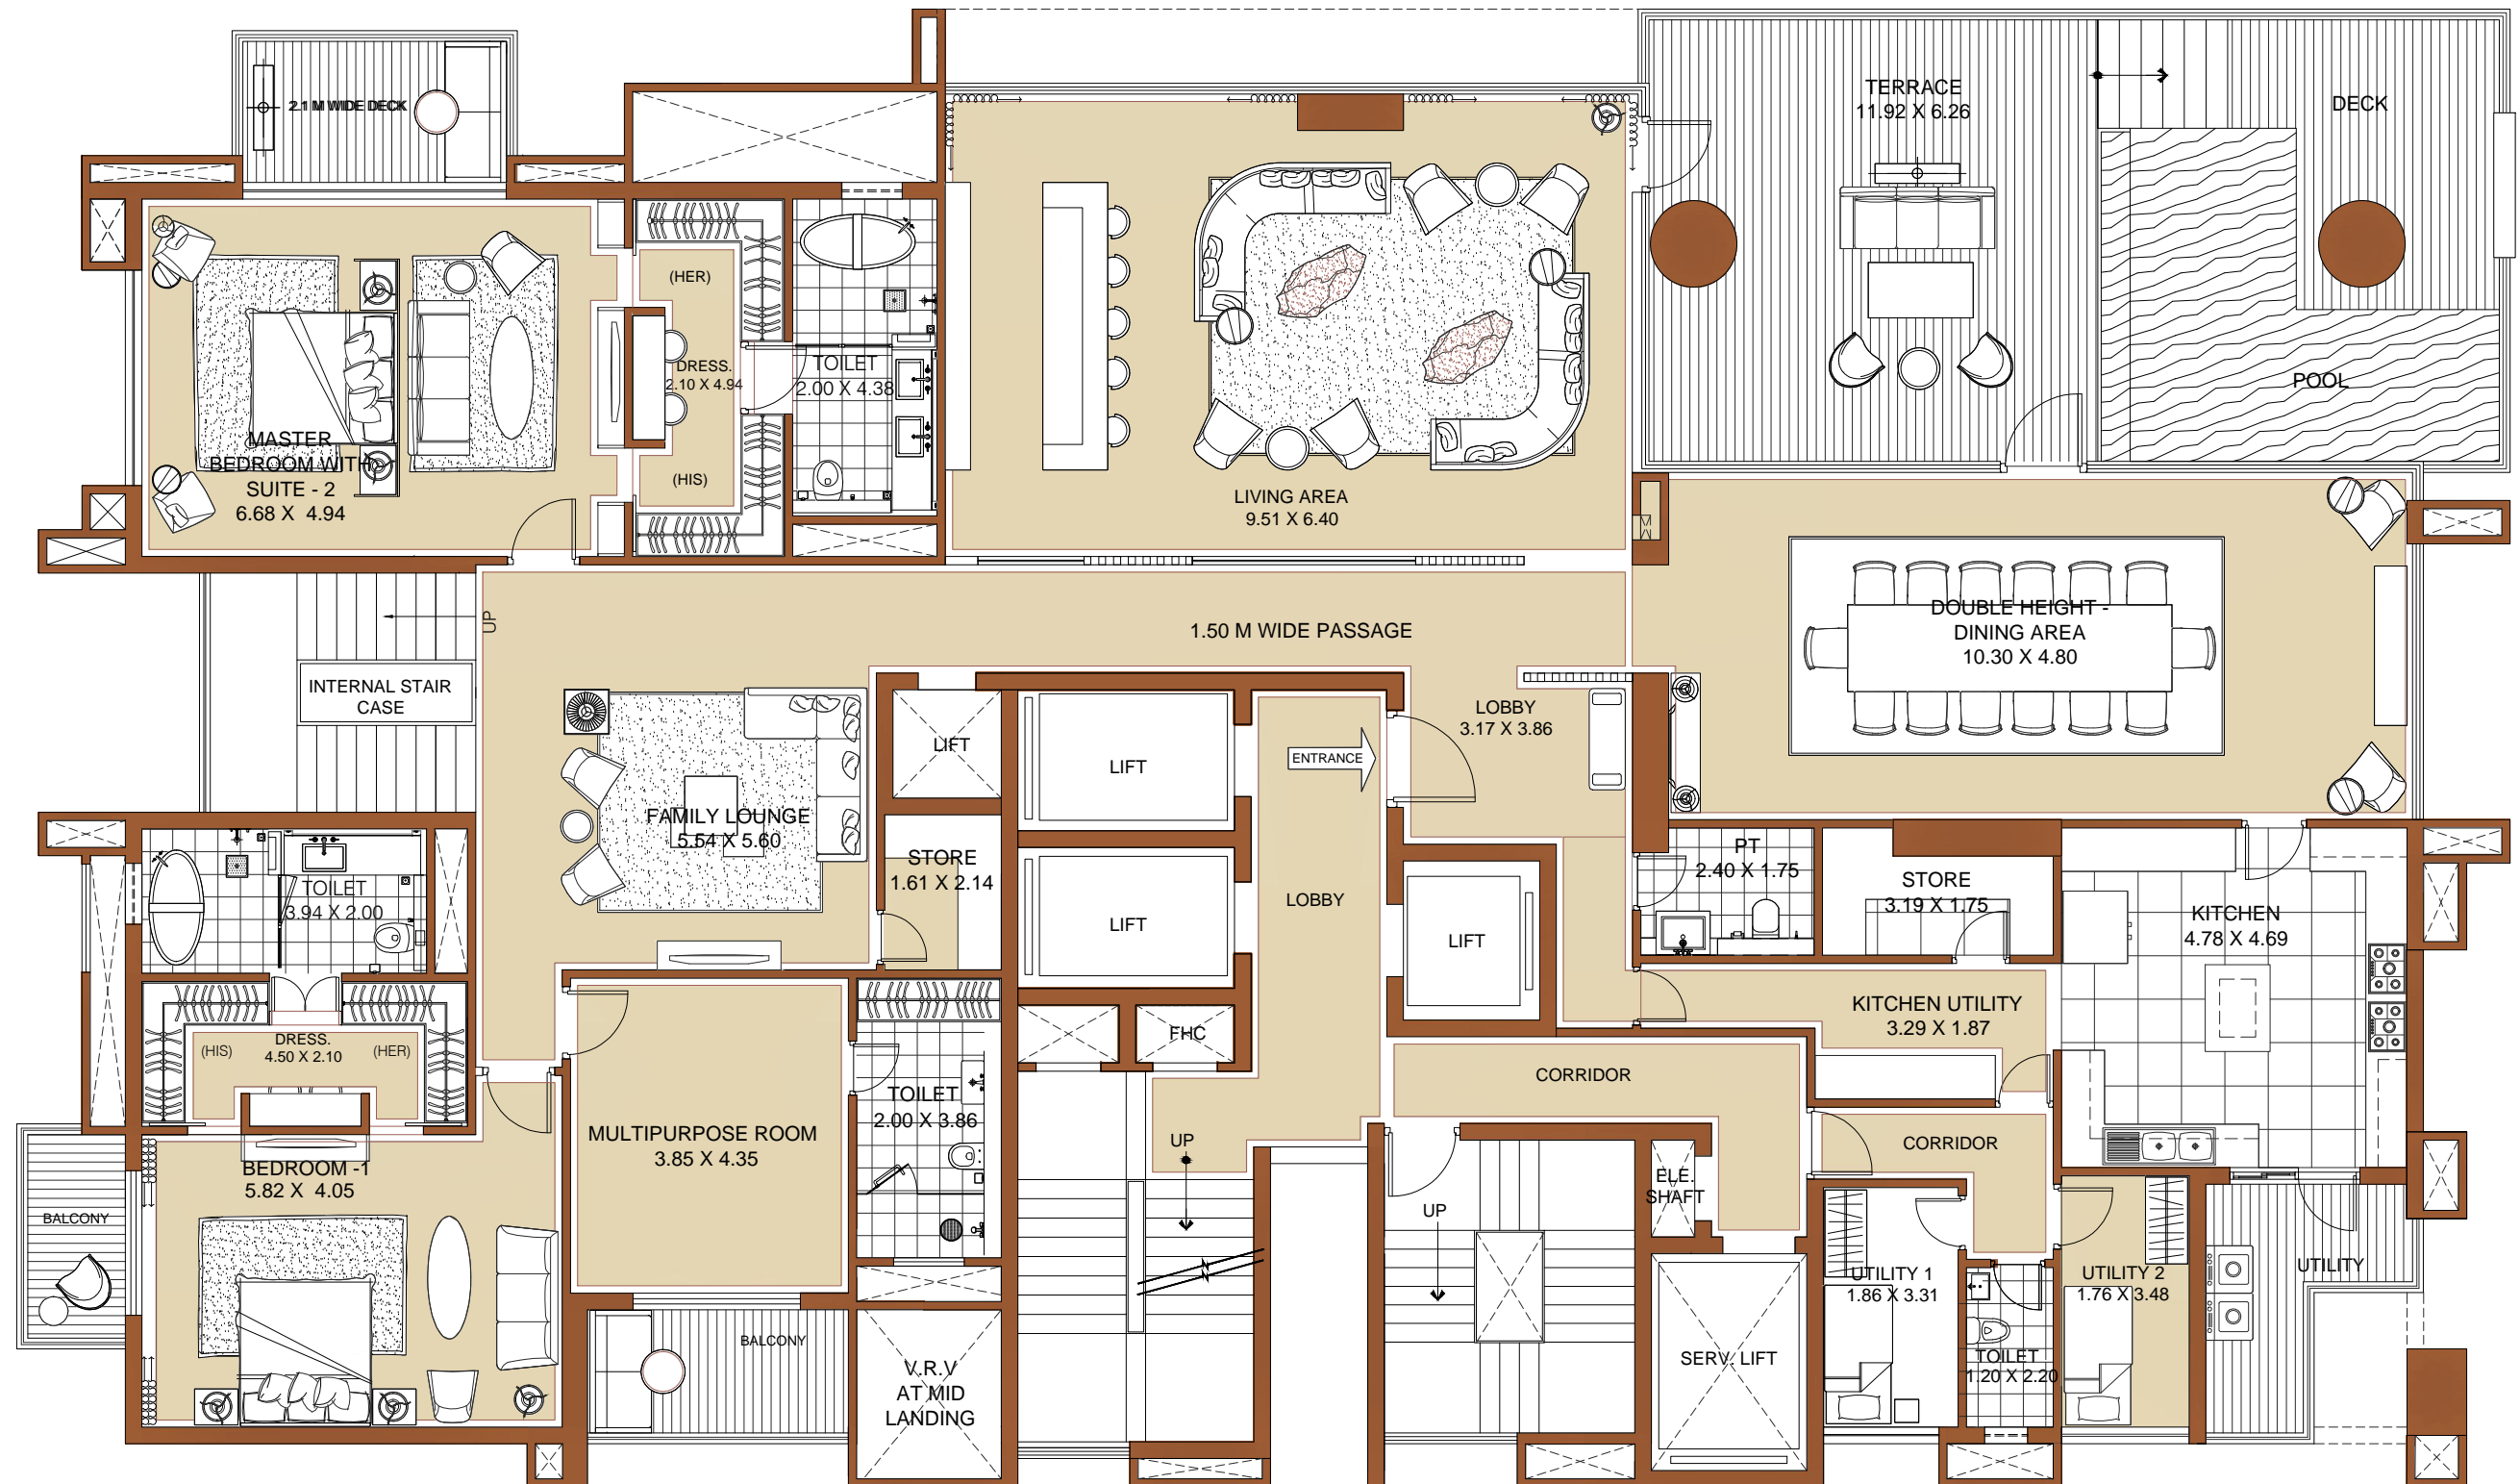 2.1 M WIDE DECK
TERRACE
11.92 X 6.26
DECK
POOL
(HER)
DRESS.
2.10 X 4.94
(HIS)
TOILET
2.00 X 4.38
MASTER
BEDROOM WITH
SUITE - 2
6.68 X 4.94
LIVING AREA
9.51 X 6.40
UP
INTERNAL STAIR
CASE
1.50 M WIDE PASSAGE
DOUBLE HEIGHT -
DINING AREA
10.30 X 4.80
LIFT
LIFT
ENTRANCE
LOBBY
3.17 X 3.86
FAMILY LOUNGE
5.54 X 5.60
STORE
1.61 X 2.14
LIFT
LOBBY
LIFT
PT
2.40 X 1.75
STORE
3.19 X 1.75
KITCHEN
4.78 X 4.69
TOILET
3.94 X 2.00
(HIS)
DRESS.
4.50 X 2.10
(HER)
FHC
KITCHEN UTILITY
3.29 X 1.87
CORRIDOR
TOILET
2.00 X 3.86
MULTIPURPOSE ROOM
3.85 X 4.35
UP
CORRIDOR
BEDROOM -1
5.82 X 4.05
BALCONY
ELE.
SHAFT
UP
UTILITY 1
1.86 X 3.31
UTILITY 2
1.76 X 3.48
UTILITY
BALCONY
V.R.V
AT MID
LANDING
SERV. LIFT
TOILET
1.20 X 2.20